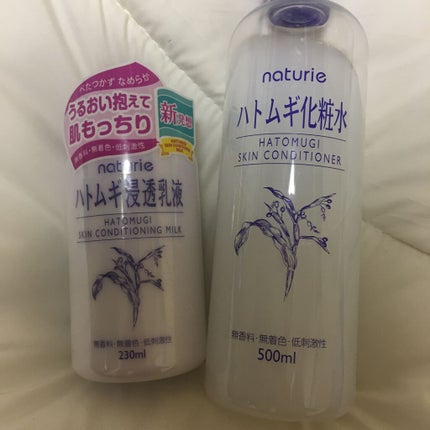 べたつかず なめらか
うるおい抱えて
肌もっちり
無香料・無着色・低刺激性
新発想
naturie
ハトムギ浸透乳液
HATOMUGI
SKIN CONDITIONING MILK
無香料・無着色・低刺激性
230ml
naturie
ハトムギ化粧水
HATOMUGI
SKIN CONDITIONER
無香料・無着色・低刺激性
500ml